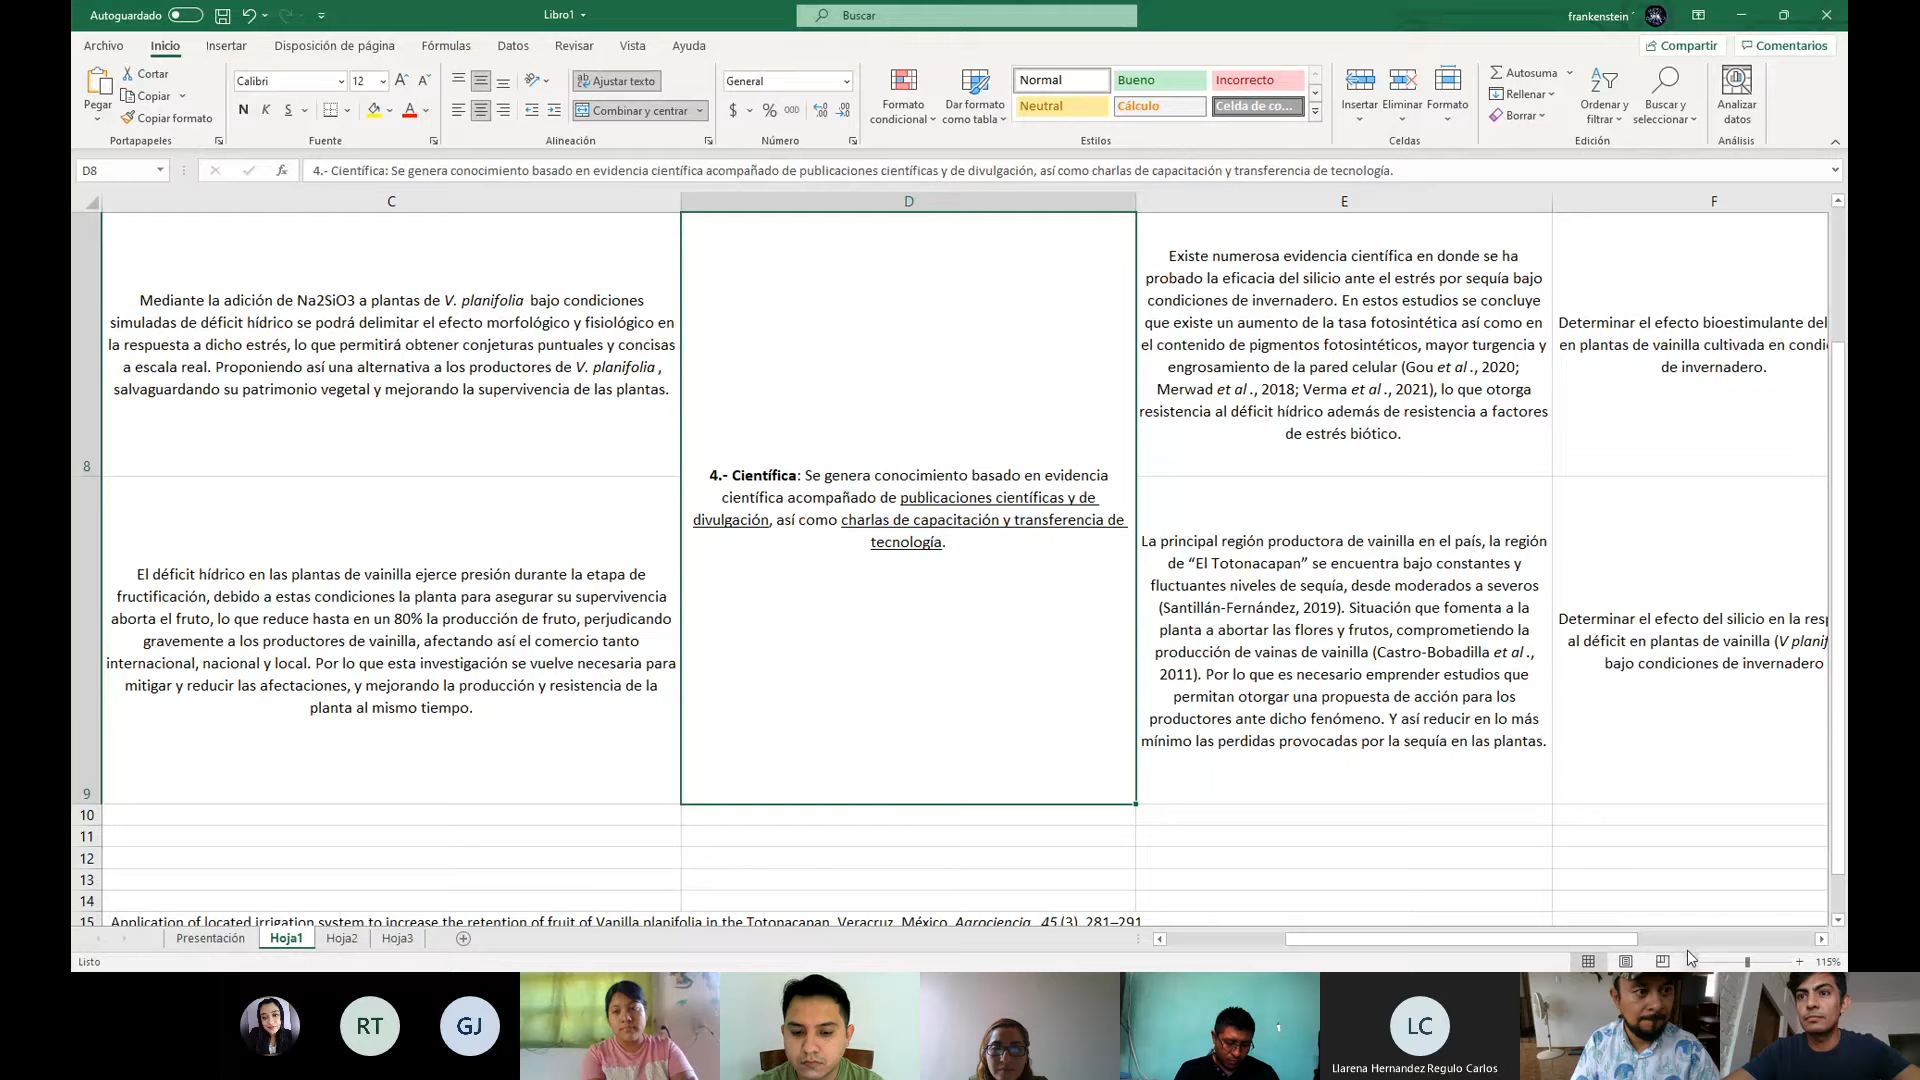 Autoguardado
Libro1
Buscar
frankenstein
Archivo Inicio Insertar Disposición de página Fórmulas Datos Revisar Vista Ayuda
Compartir Comentarios
Pegar
Cortar
Copiar
Copiar formato
Portapapeles
Calibri 12
N K S
Fuente
Ajustar texto
Combinar y centrar
Alineación
General
$ % 000
Número
Formato condicional
Dar formato como tabla
Normal Bueno Incorrecto
Neutral Cálculo Celda de co...
Estilos
Insertar Eliminar Formato
Celdas
Autosuma
Rellenar
Borrar
Ordenar y filtrar
Buscar y seleccionar
Edición
Analizar datos
Análisis
D8
fx
4.- Científica: Se genera conocimiento basado en evidencia científica acompañado de publicaciones científicas y de divulgación, así como charlas de capacitación y transferencia de tecnología.
C D E F
Mediante la adición de Na2SiO3 a plantas de V. planifolia bajo condiciones
simuladas de déficit hídrico se podrá delimitar el efecto morfológico y fisiológico en
la respuesta a dicho estrés, lo que permitirá obtener conjeturas puntuales y concisas
a escala real. Proponiendo así una alternativa a los productores de V. planifolia ,
salvaguardando su patrimonio vegetal y mejorando la supervivencia de las plantas.
El déficit hídrico en las plantas de vainilla ejerce presión durante la etapa de
fructificación, debido a estas condiciones la planta para asegurar su supervivencia
aborta el fruto, lo que reduce hasta en un 80% la producción de fruto, perjudicando
gravemente a los productores de vainilla, afectando así el comercio tanto
internacional, nacional y local. Por lo que esta investigación se vuelve necesaria para
mitigar y reducir las afectaciones, y mejorando la producción y resistencia de la
planta al mismo tiempo.
4.- Científica: Se genera conocimiento basado en evidencia
científica acompañado de publicaciones científicas y de
divulgación, así como charlas de capacitación y transferencia de
tecnología.
Existe numerosa evidencia científica en donde se ha
probado la eficacia del silicio ante el estrés por sequía bajo
condiciones de invernadero. En estos estudios se concluye
que existe un aumento de la tasa fotosintética así como en
el contenido de pigmentos fotosintéticos, mayor turgencia y
engrosamiento de la pared celular (Gou et al ., 2020;
Merwad et al ., 2018; Verma et al ., 2021), lo que otorga
resistencia al déficit hídrico además de resistencia a factores
de estrés biótico.
La principal región productora de vainilla en el país, la región
de “El Totonacapan” se encuentra bajo constantes y
fluctuantes niveles de sequía, desde moderados a severos
(Santillán-Fernández, 2019). Situación que fomenta a la
planta a abortar las flores y frutos, comprometiendo la
producción de vainas de vainilla (Castro-Bobadilla et al .,
2011). Por lo que es necesario emprender estudios que
permitan otorgar una propuesta de acción para los
productores ante dicho fenómeno. Y así reducir en lo más
mínimo las perdidas provocadas por la sequía en las plantas.
Determinar el efecto bioestimulante del
en plantas de vainilla cultivada en condi
de invernadero.
Determinar el efecto del silicio en la resp
al déficit en plantas de vainilla (V planif
bajo condiciones de invernadero
8
9
10
11
12
13
14
15
Application of located irrigation system to increase the retention of fruit of Vanilla planifolia in the Totonacapan, Veracruz, México. Agrociencia , 45 (3), 281–291
Presentación Hoja1 Hoja2 Hoja3
Listo
115%
RT
GJ
LC
Llarena Hernandez Regulo Carlos